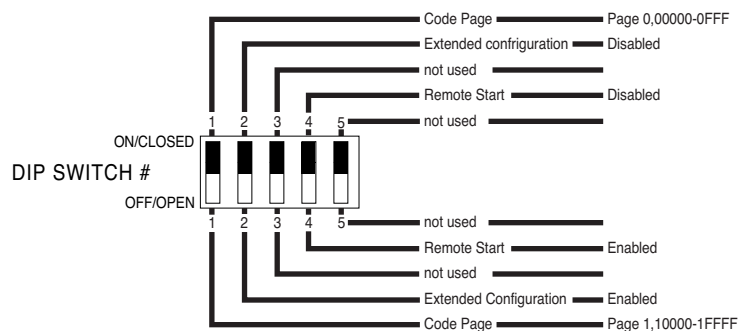 Code Page Page 0,00000-0FFF
Extended confriguration Disabled
not used
Remote Start Disabled
1 2 3 4 5 not used
ON/CLOSED
DIP SWITCH #
OFF/OPEN
1 2 3 4 5 not used
Remote Start Enabled
not used
Extended Configuration Enabled
Code Page Page 1,10000-1FFFF